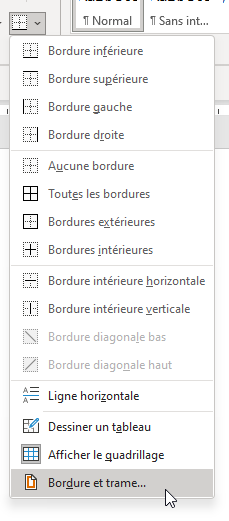 ¶ Normal
¶ Sans int...
Bordure inférieure
Bordure supérieure
Bordure gauche
Bordure droite
Aucune bordure
Toutes les bordures
Bordures extérieures
Bordures intérieures
Bordure intérieure horizontale
Bordure intérieure verticale
Bordure diagonale bas
Bordure diagonale haut
Ligne horizontale
Dessiner un tableau
Afficher le quadrillage
Bordure et trame...